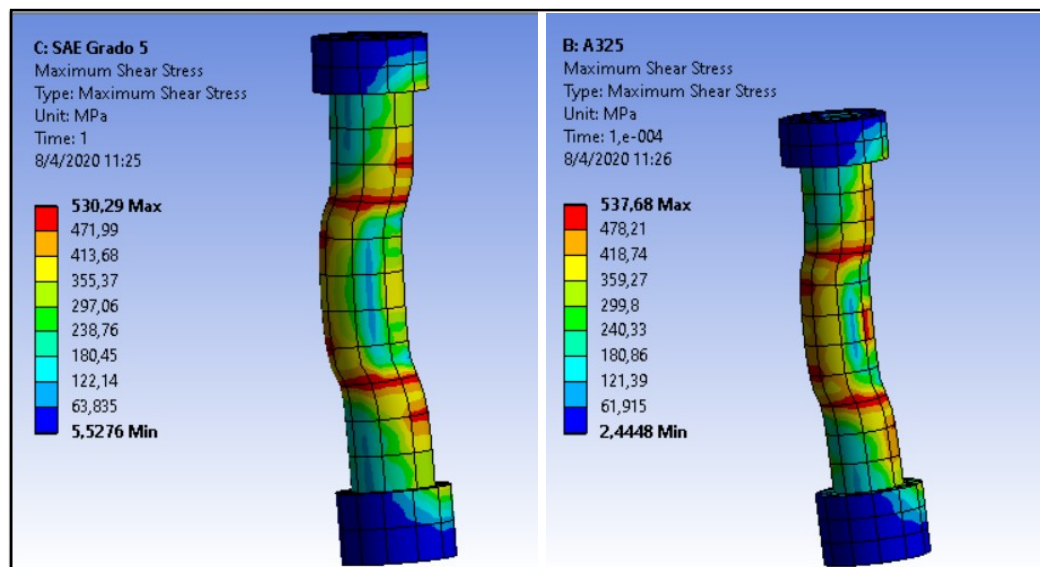 C: SAE Grado 5
Maximum Shear Stress
Type: Maximum Shear Stress
Unit: MPa
Time: 1
8/4/2020 11:25
530,29 Max
471,99
413,68
355,37
297,06
238,76
180,45
122,14
63,835
5,5276 Min
B: A325
Maximum Shear Stress
Type: Maximum Shear Stress
Unit: MPa
Time: 1,e-004
8/4/2020 11:26
537,68 Max
478,21
418,74
359,27
299,8
240,33
180,86
121,39
61,915
2,4448 Min